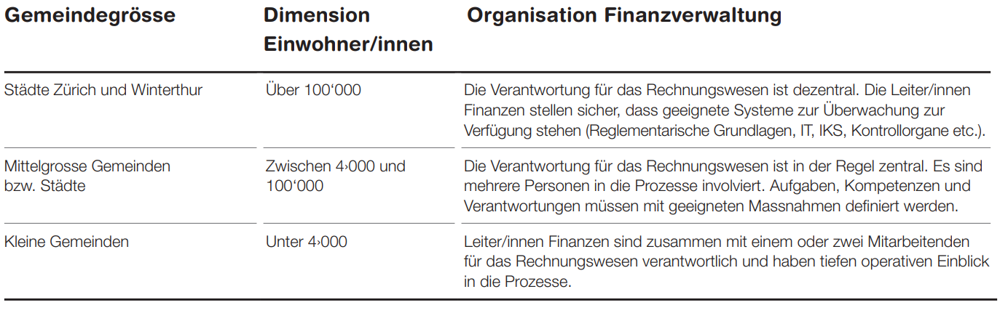 Gemeindegrösse
Dimension
Einwohner/innen
Organisation Finanzverwaltung
Städte Zürich und Winterthur
Über 100‘000
Die Verantwortung für das Rechnungswesen ist dezentral. Die Leiter/innen
Finanzen stellen sicher, dass geeignete Systeme zur Überwachung zur
Verfügung stehen (Reglementarische Grundlagen, IT, IKS, Kontrollorgane etc.).
Mittelgrosse Gemeinden
bzw. Städte
Zwischen 4›000 und
100‘000
Die Verantwortung für das Rechnungswesen ist in der Regel zentral. Es sind
mehrere Personen in die Prozesse involviert. Aufgaben, Kompetenzen und
Verantwortungen müssen mit geeigneten Massnahmen definiert werden.
Kleine Gemeinden
Unter 4›000
Leiter/innen Finanzen sind zusammen mit einem oder zwei Mitarbeitenden
für das Rechnungswesen verantwortlich und haben tiefen operativen Einblick
in die Prozesse.